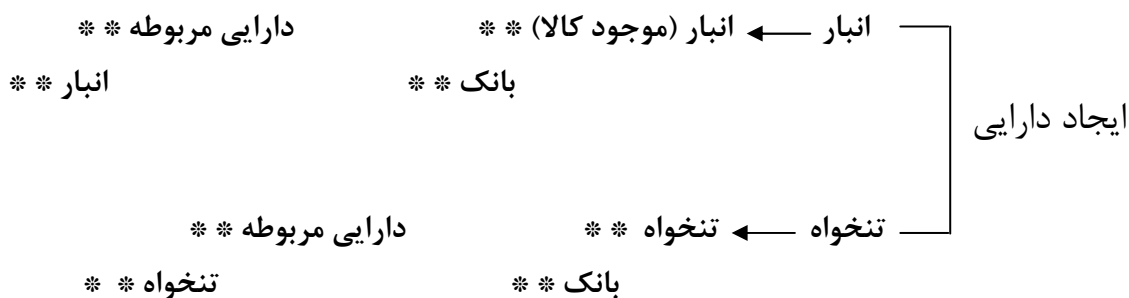 انبار انبار (موجود کالا) ** دارایی مربوطه **
بانک ** انبار **
ایجاد دارایی
تنخواه تنخواه ** دارایی مربوطه **
بانک ** تنخواه **